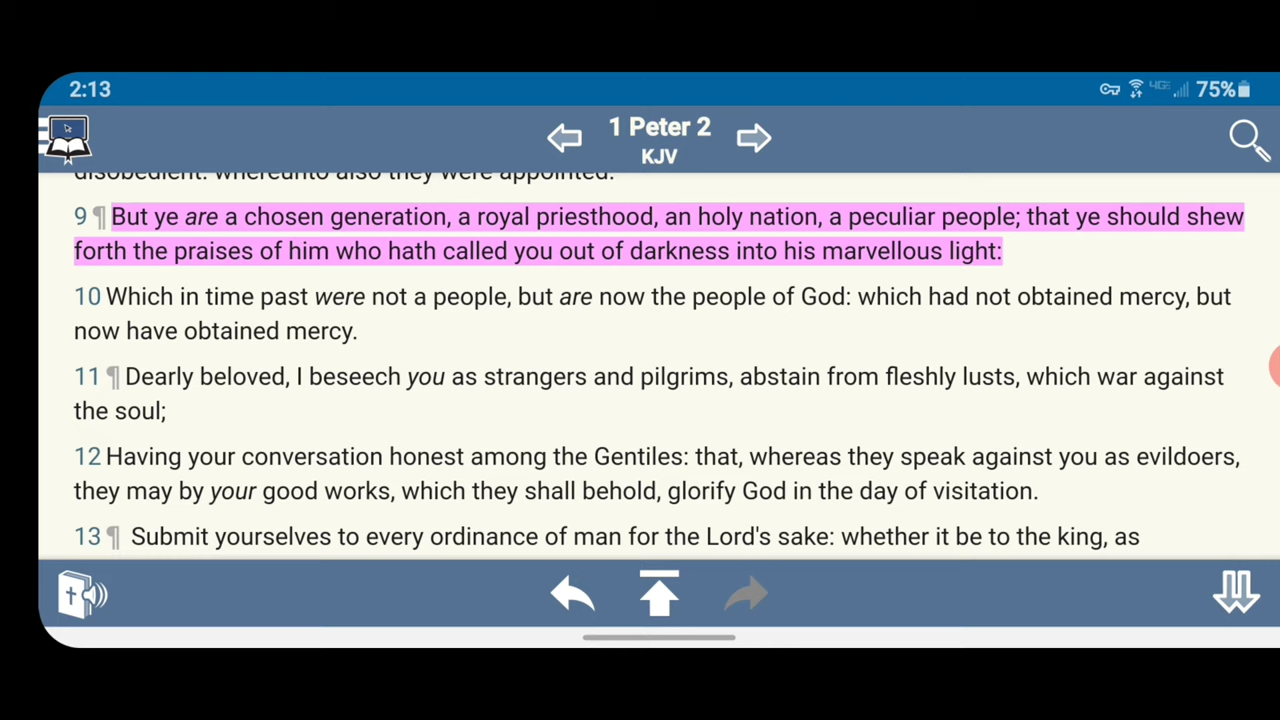 2:13
4GE 75%
1 Peter 2
KJV
disobedient: whereunto also they were appointed.
9 ¶ But ye are a chosen generation, a royal priesthood, an holy nation, a peculiar people; that ye should shew
forth the praises of him who hath called you out of darkness into his marvellous light:
10 Which in time past were not a people, but are now the people of God: which had not obtained mercy, but
now have obtained mercy.
11 ¶ Dearly beloved, I beseech you as strangers and pilgrims, abstain from fleshly lusts, which war against
the soul;
12 Having your conversation honest among the Gentiles: that, whereas they speak against you as evildoers,
they may by your good works, which they shall behold, glorify God in the day of visitation.
13 ¶ Submit yourselves to every ordinance of man for the Lord's sake: whether it be to the king, as